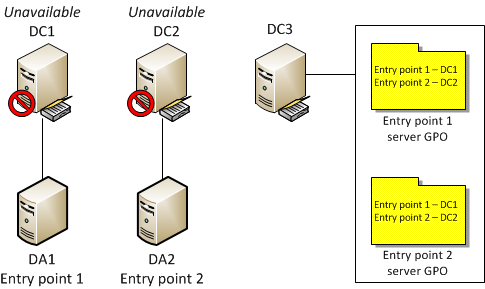 Unavailable
DC1
Unavailable
DC2
DC3
Entry point 1 – DC1
Entry point 2 – DC2
Entry point 1
server GPO
DA1
Entry point 1
DA2
Entry point 2
Entry point 1 – DC1
Entry point 2 – DC2
Entry point 2
server GPO